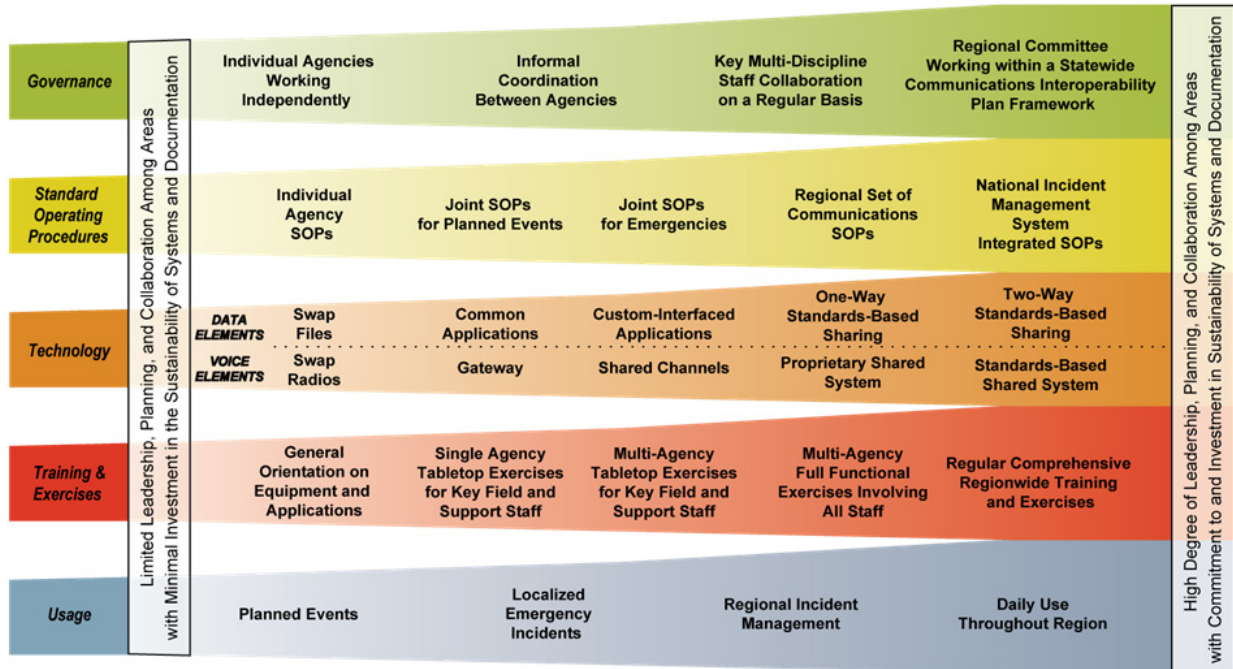 Limited Leadership, Planning, and Collaboration Among Areas
with Minimal Investment in the Sustainability of Systems and Documentation
Governance
Individual Agencies
Working
Independently
Informal
Coordination
Between Agencies
Key Multi-Discipline
Staff Collaboration
on a Regular Basis
Regional Committee
Working within a Statewide
Communications Interoperability
Plan Framework
Standard
Operating
Procedures
Individual
Agency
SOPs
Joint SOPs
for Planned Events
Joint SOPs
for Emergencies
Regional Set of
Communications
SOPs
National Incident
Management
System
Integrated SOPs
Technology
DATA
ELEMENTS
Swap
Files
Common
Applications
Custom-Interfaced
Applications
One-Way
Standards-Based
Sharing
Two-Way
Standards-Based
Sharing
VOICE
ELEMENTS
Swap
Radios
Gateway
Shared Channels
Proprietary Shared
System
Standards-Based
Shared System
Training &
Exercises
General
Orientation on
Equipment and
Applications
Single Agency
Tabletop Exercises
for Key Field and
Support Staff
Multi-Agency
Tabletop Exercises
for Key Field and
Support Staff
Multi-Agency
Full Functional
Exercises Involving
All Staff
Regular Comprehensive
Regionwide Training
and Exercises
Usage
Planned Events
Localized
Emergency
Incidents
Regional Incident
Management
Daily Use
Throughout Region
High Degree of Leadership, Planning, and Collaboration Among Areas
with Commitment to and Investment in Sustainability of Systems and Documentation